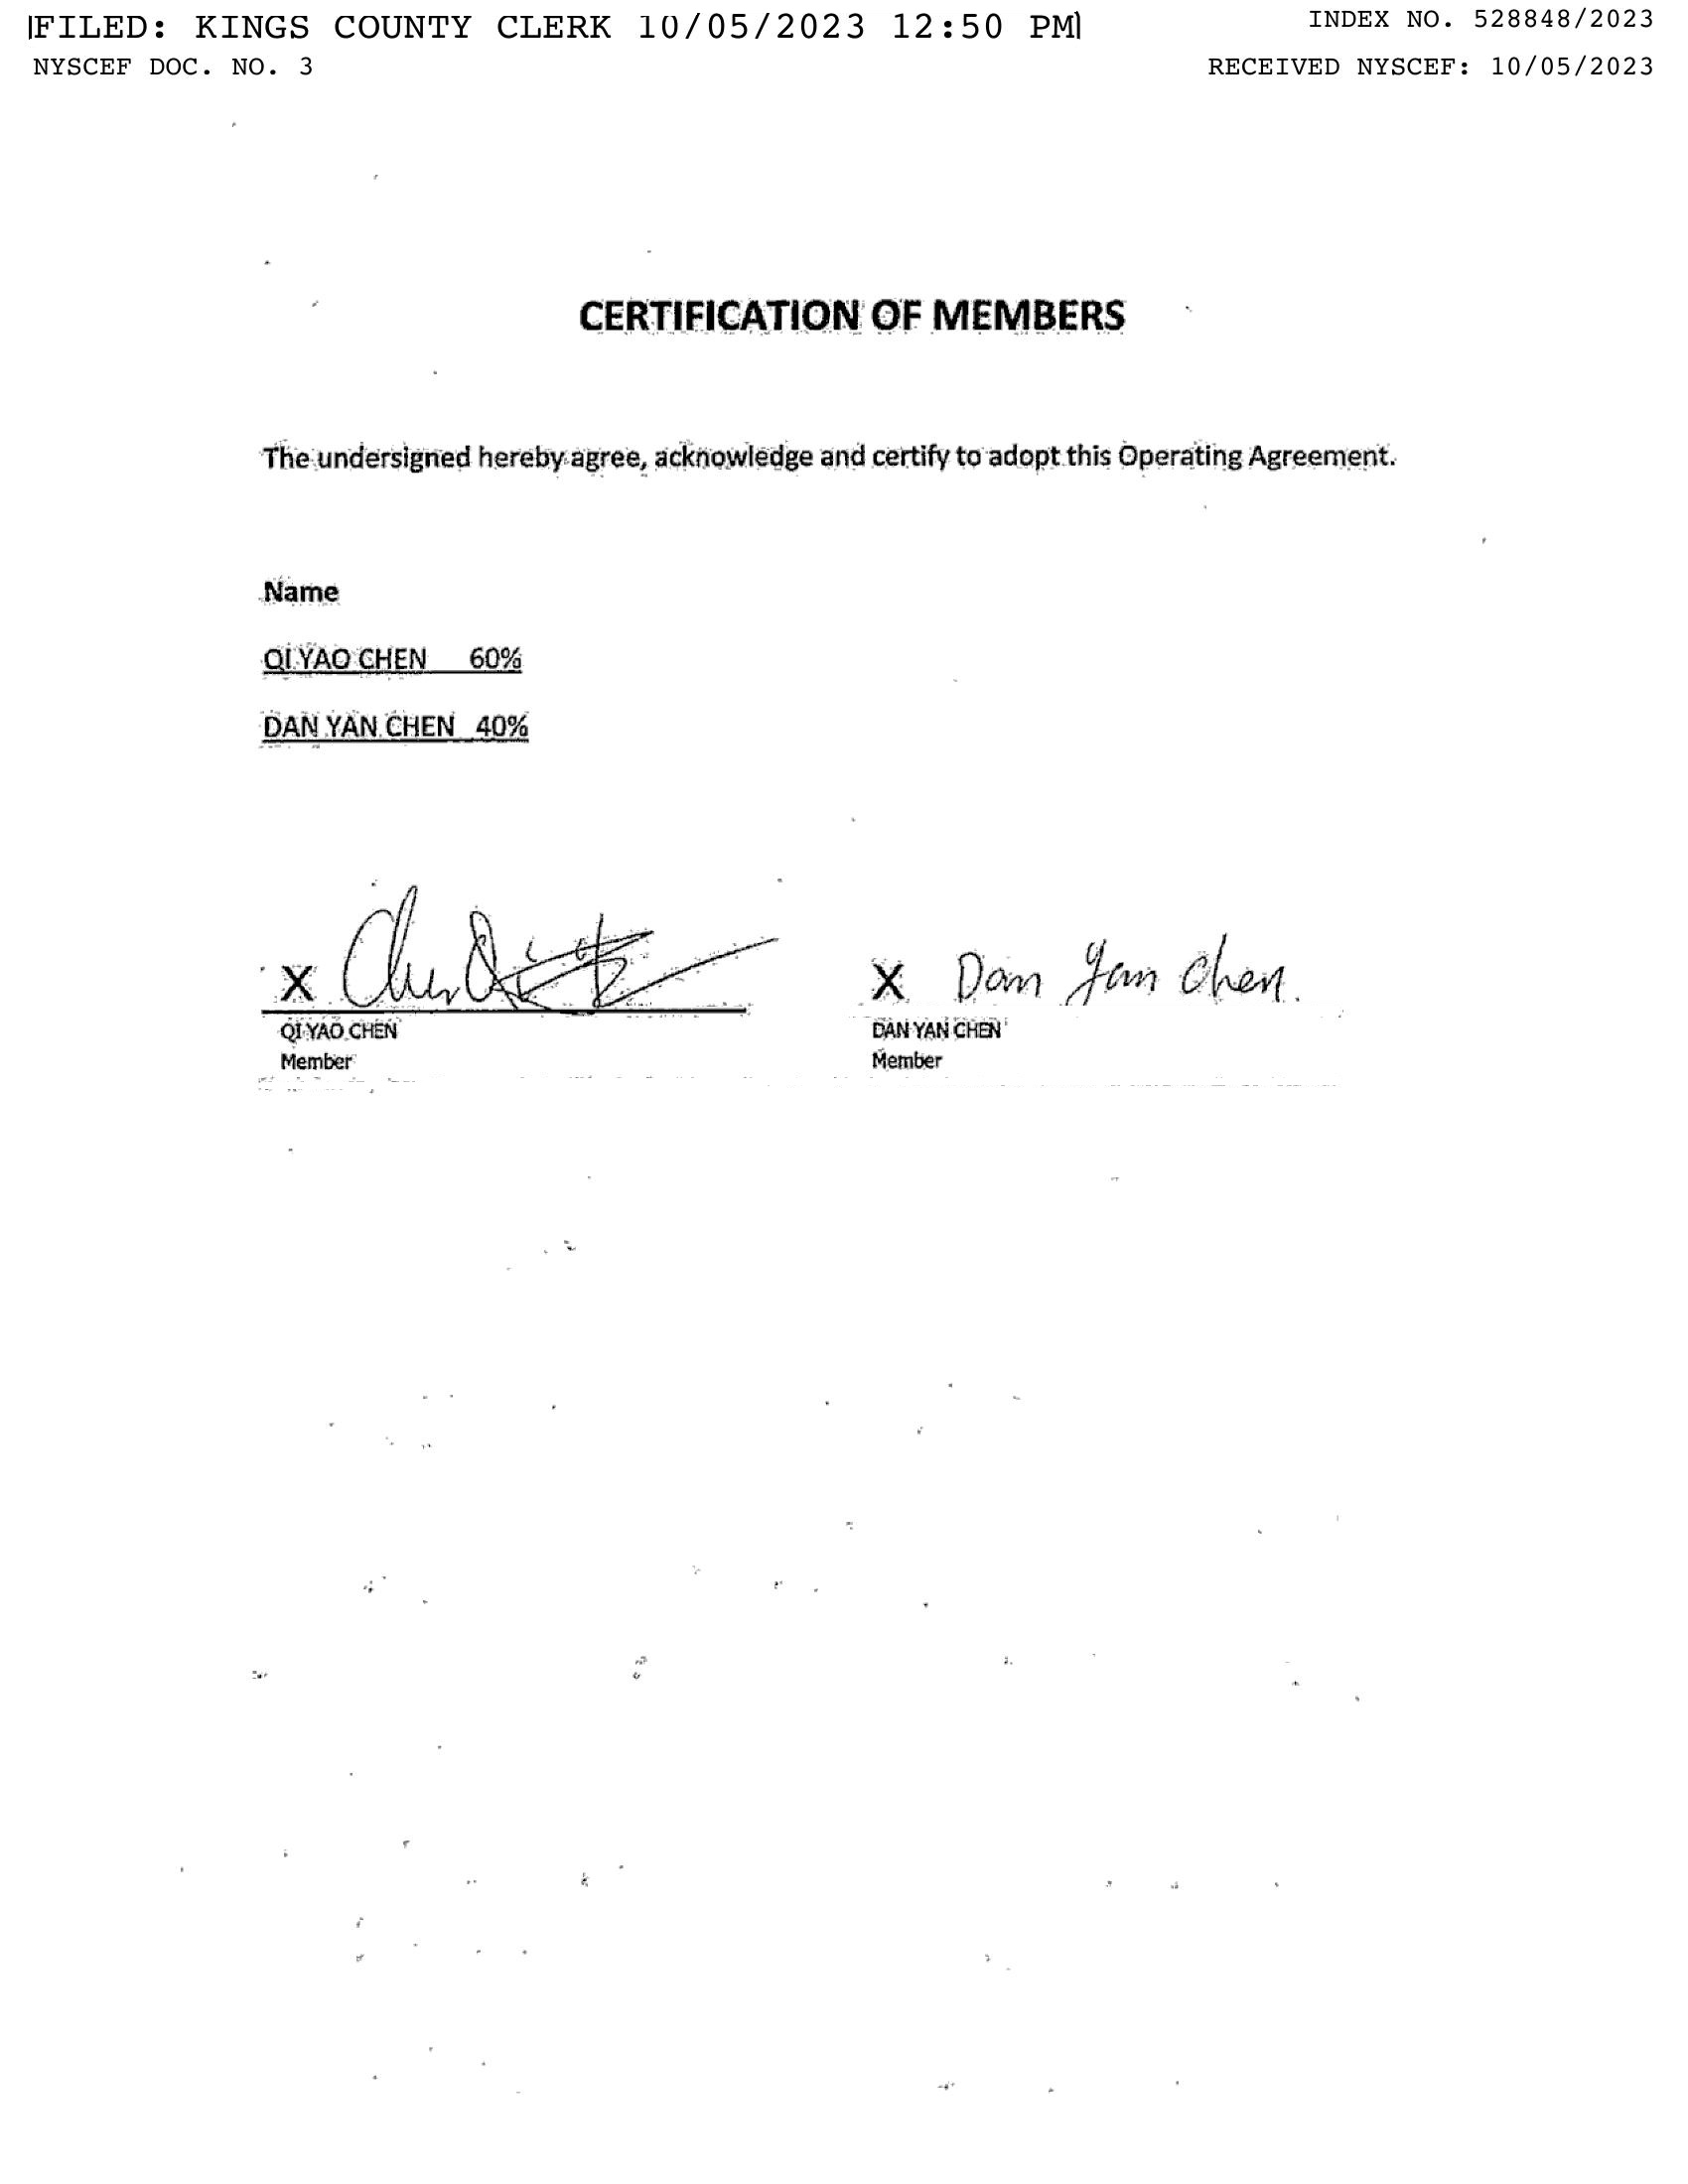 FILED: KINGS COUNTY CLERK 10/05/2023 12:50 PM
INDEX NO. 528848/2023
NYSCEF DOC. NO. 3
RECEIVED NYSCEF: 10/05/2023
CERTIFICATION OF MEMBERS
The undersigned hereby agree, acknowledge and certify to adopt this Operating Agreement.
Name
QI YAO CHEN 60%
DAN YAN CHEN 40%
X X Dan Yan Chen.
QI YAO CHEN DAN YAN CHEN
Member Member